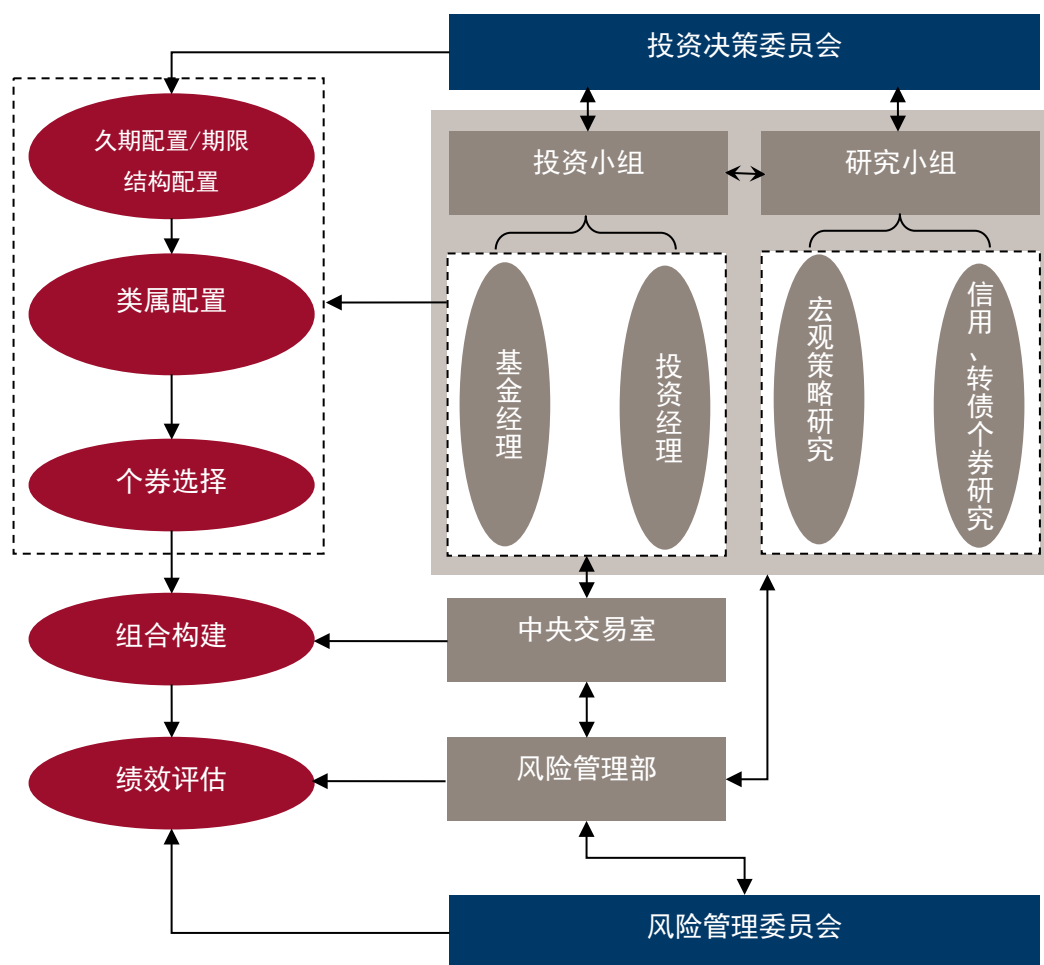 投资决策委员会
久期配置/期限
结构配置
投资小组
研究小组
类属配置
基金经理
投资经理
宏观策略研究
信用、转债个券研究
个券选择
组合构建
中央交易室
绩效评估
风险管理部
风险管理委员会